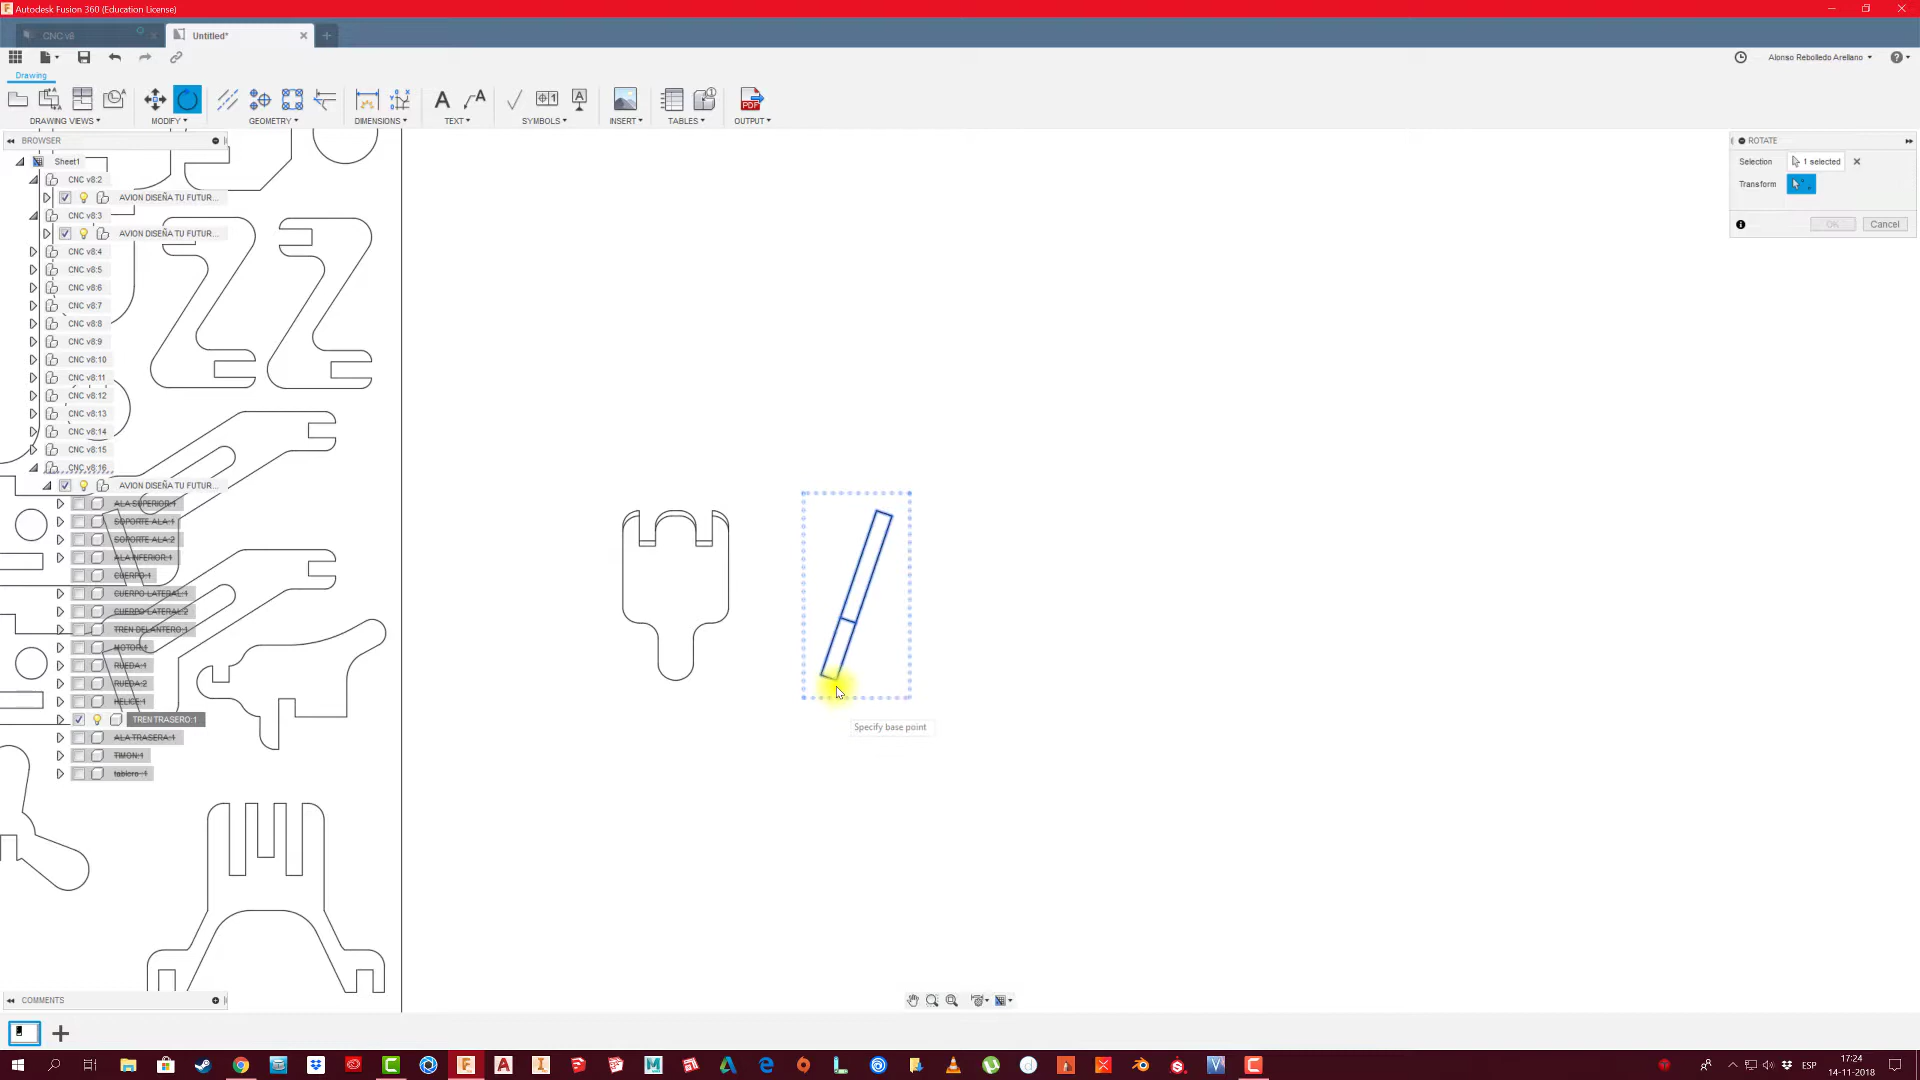 Autodesk Fusion 360 (Education License)
CNC v8
Untitled*
Alonso Rebolledo Arellano
Drawing
DRAWING VIEWS
MODIFY
GEOMETRY
DIMENSIONS
TEXT
SYMBOLS
INSERT
TABLES
OUTPUT
PDF
BROWSER
Sheet1
CNC v8:2
AVION DISEÑA TU FUTUR...
CNC v8:3
AVION DISEÑA TU FUTUR...
CNC v8:4
CNC v8:5
CNC v8:6
CNC v8:7
CNC v8:8
CNC v8:9
CNC v8:10
CNC v8:11
CNC v8:12
CNC v8:13
CNC v8:14
CNC v8:15
CNC v8:16
AVION DISEÑA TU FUTUR...
ALA SUPERIOR:1
SOPORTE ALA:1
SOPORTE ALA:2
ALA INFERIOR:1
CUERPO:1
CUERPO LATERAL:1
CUERPO LATERAL:2
TREN DELANTERO:1
MOTOR:1
RUEDA:1
RUEDA:2
HELICE:1
TREN TRASERO:1
ALA TRASERA:1
TIMON:1
tablero :1
ROTATE
Selection
1 selected
Transform
OK
Cancel
Specify base point
COMMENTS
ESP
17:24
14-11-2018